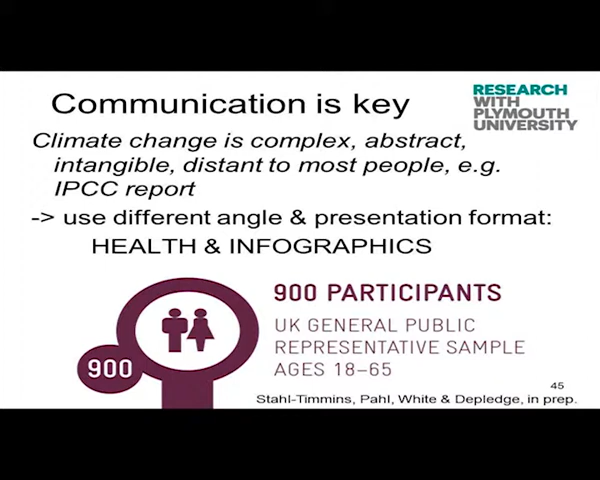 Communication is key
RESEARCH
WITH
PLYMOUTH
UNIVERSITY
Climate change is complex, abstract,
intangible, distant to most people, e.g.
IPCC report
-> use different angle & presentation format:
HEALTH & INFOGRAPHICS
900
900 PARTICIPANTS
UK GENERAL PUBLIC
REPRESENTATIVE SAMPLE
AGES 18–65
45
Stahl-Timmins, Pahl, White & Depledge, in prep.